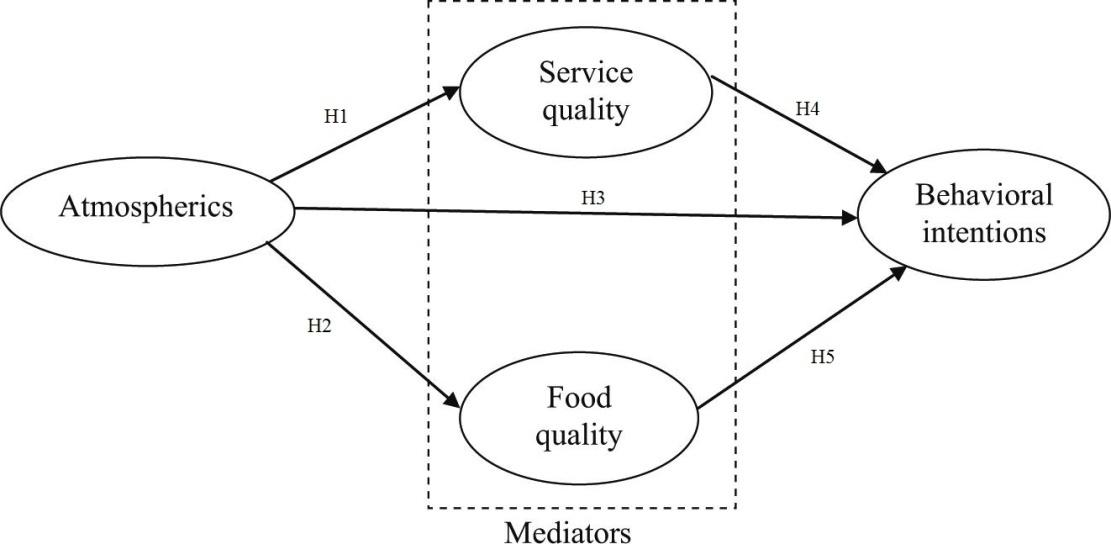 Service
quality
H1
H4
Atmospherics
H3
Behavioral
intentions
H2
H5
Food
quality
Mediators